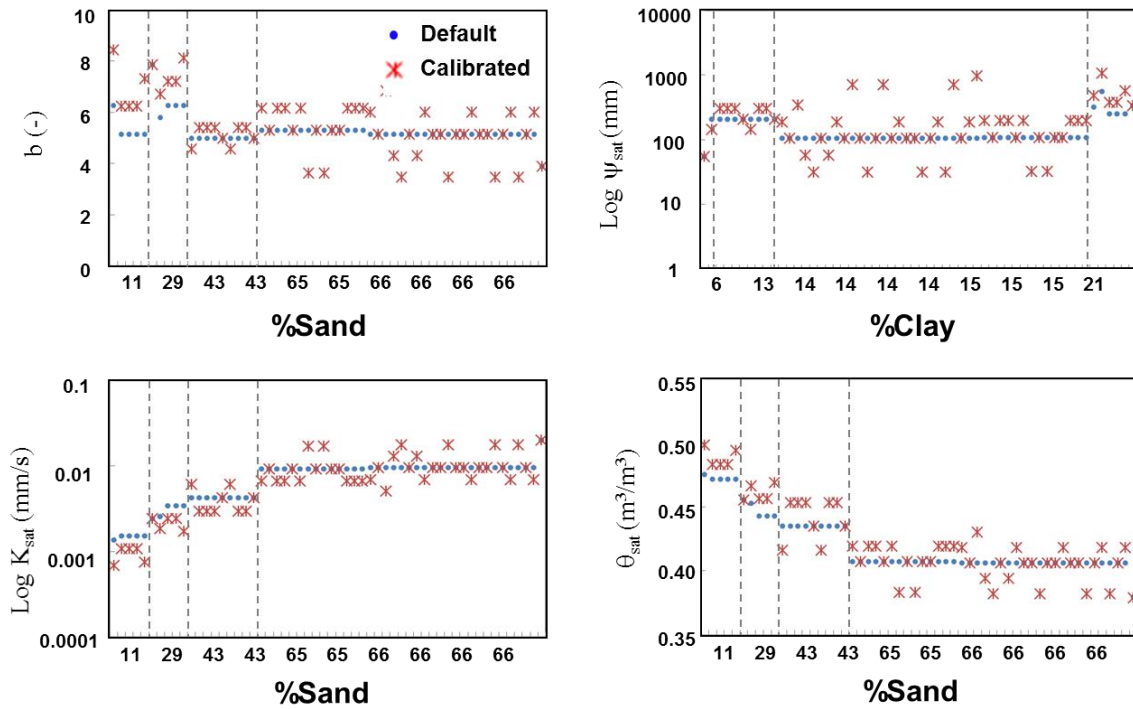 10
8
6
4
2
0
b (-)
Default
Calibrated
11 29 43 43 65 65 66 66 66
%Sand
10000
1000
100
10
1
Log Ψsat (mm)
6 13 14 14 14 15 15 15 21
%Clay
0.1
0.01
0.001
0.0001
Log Ksat (mm/s)
11 29 43 43 65 65 66 66 66
%Sand
0.55
0.50
0.45
0.40
0.35
θsat (m³/m³)
11 29 43 43 65 65 66 66 66
%Sand